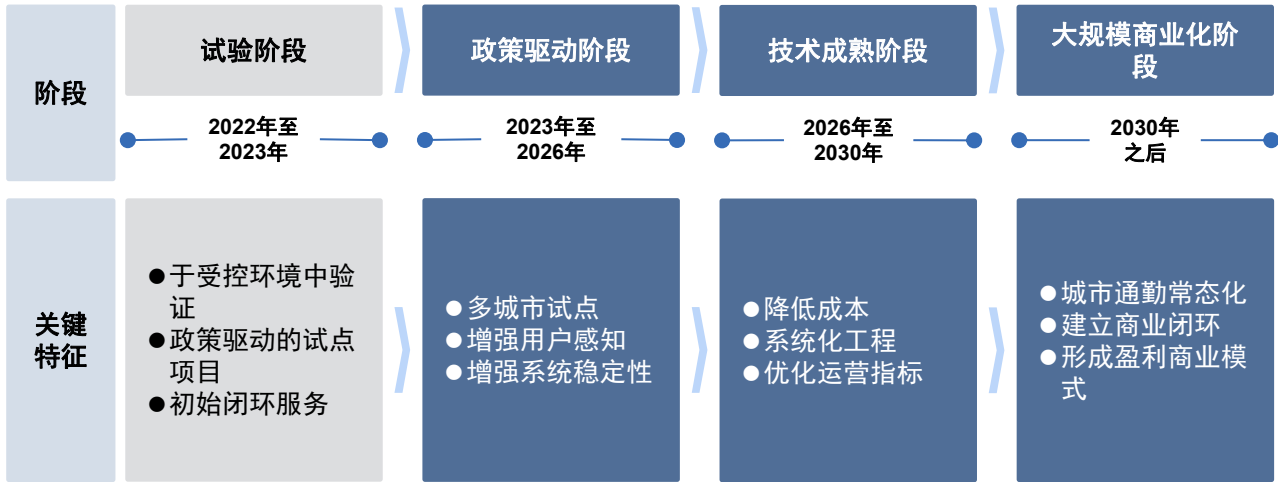 阶段
试验阶段
政策驱动阶段
技术成熟阶段
大规模商业化阶
段
2022年至
2023年
2023年至
2026年
2026年至
2030年
2030年
之后
关键
特征
●于受控环境中验
证
●政策驱动的试点
项目
●初始闭环服务
●多城市试点
●增强用户感知
●增强系统稳定性
●降低成本
●系统化工程
●优化运营指标
●城市通勤常态化
●建立商业闭环
●形成盈利商业模
式